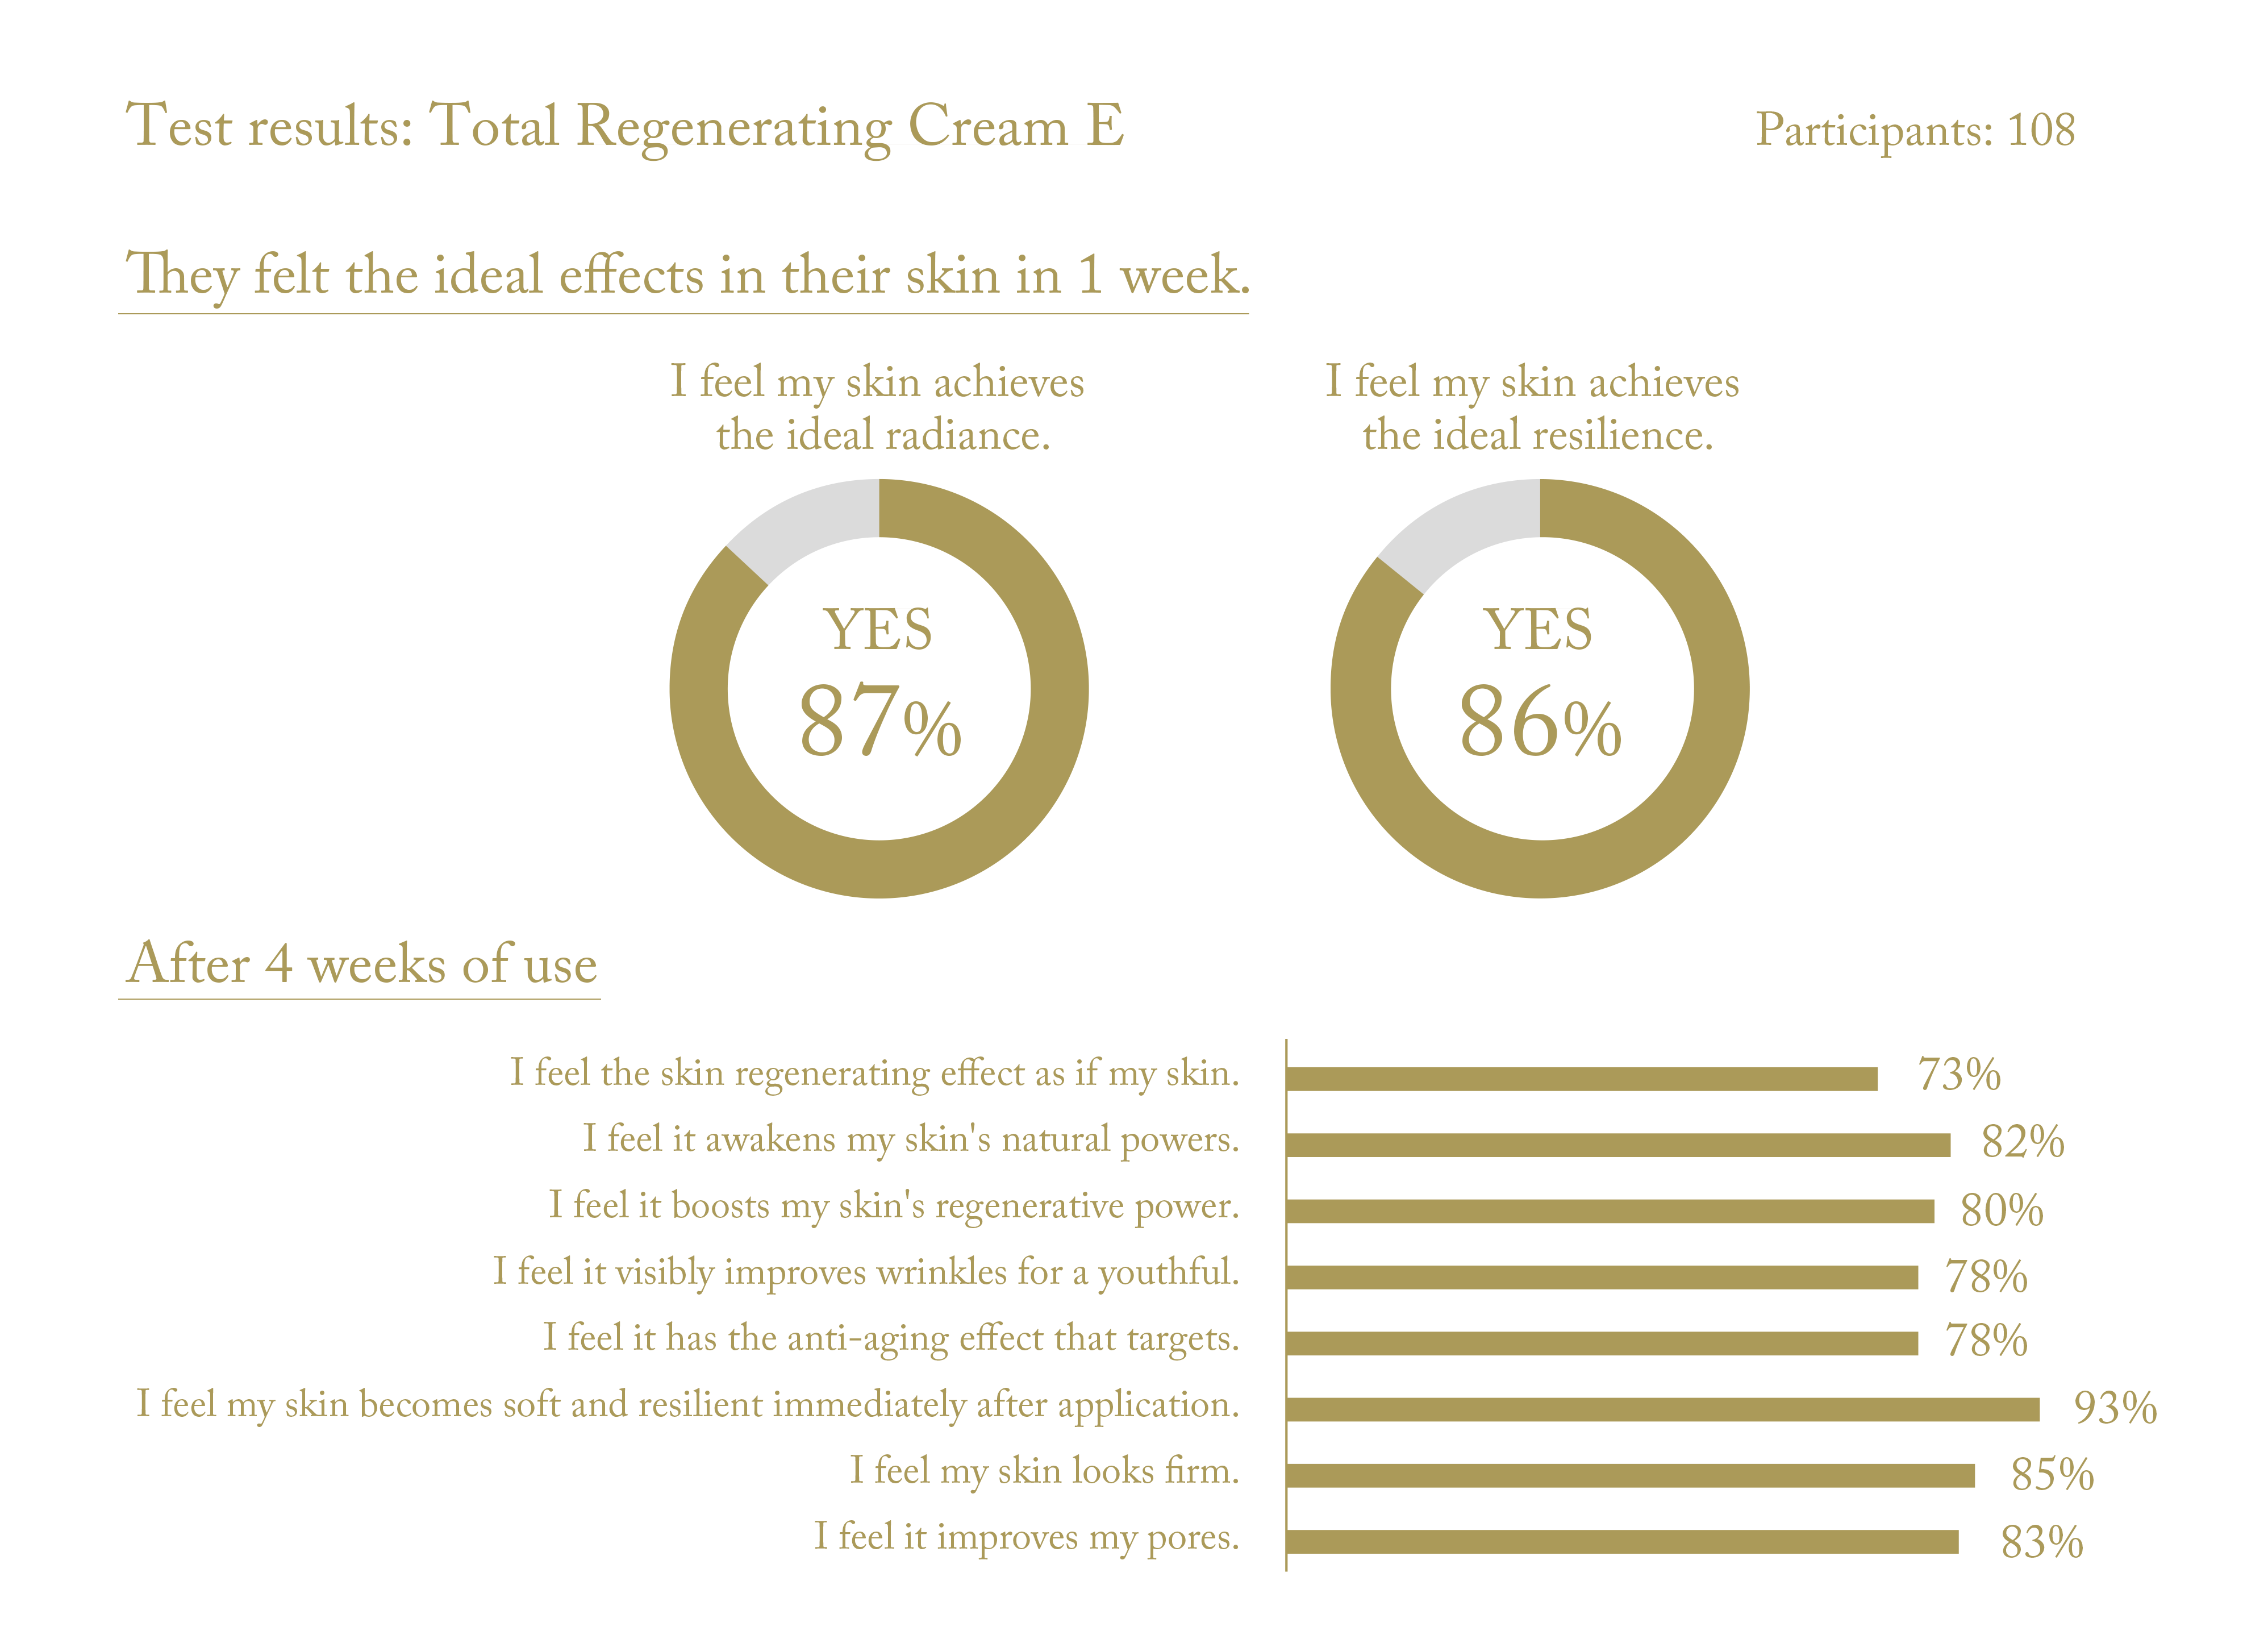 Test results: Total Regenerating Cream E
Participants: 108
They felt the ideal effects in their skin in 1 week.
I feel my skin achieves
the ideal radiance.
YES
87%
I feel my skin achieves
the ideal resilience.
YES
86%
After 4 weeks of use
I feel the skin regenerating effect as if my skin. 73%
I feel it awakens my skin's natural powers. 82%
I feel it boosts my skin's regenerative power. 80%
I feel it visibly improves wrinkles for a youthful. 78%
I feel it has the anti-aging effect that targets. 78%
I feel my skin becomes soft and resilient immediately after application. 93%
I feel my skin looks firm. 85%
I feel it improves my pores. 83%